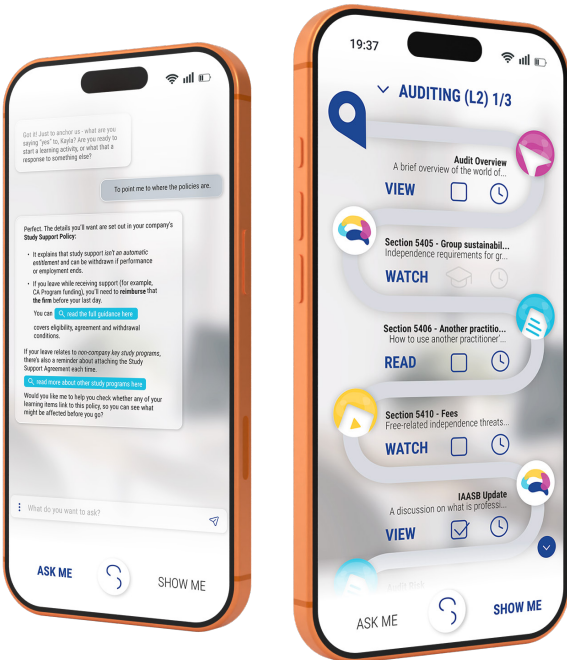 Got it! Just to anchor us - what are you
saying "yes" to, Kayla? Are you ready to
start a learning activity, or what that a
response to something else?
To point me to where the policies are.
Perfect. The details you'll want are set out in your company's
Study Support Policy:
• It explains that study support isn't an automatic
entitlement and can be withdrawn if performance
or employment ends.
• If you leave while receiving support (for example,
CA Program funding), you'll need to reimburse that
the firm before your last day.
You can read the full guidance here
covers eligibility, agreement and withdrawal
conditions.
If your leave relates to non-company key study programs,
there's also a reminder about attaching the Study
Support Agreement each time.
read more about other study programs here
Would you like me to help you check whether any of your
learning items link to this policy, so you can see what
might be affected before you go?
What do you want to ask?
ASK ME
SHOW ME
19:37
AUDITING (L2) 1/3
Audit Overview
A brief overview of the world of...
VIEW
Section 5405 - Group sustainabil...
Independence requirements for gr...
WATCH
Section 5406 - Another practitio...
How to use another practitioner'...
READ
Section 5410 - Fees
Free-related independence threats...
WATCH
IAASB Update
A discussion on what is professi...
VIEW
Audit Risk
ASK ME
SHOW ME